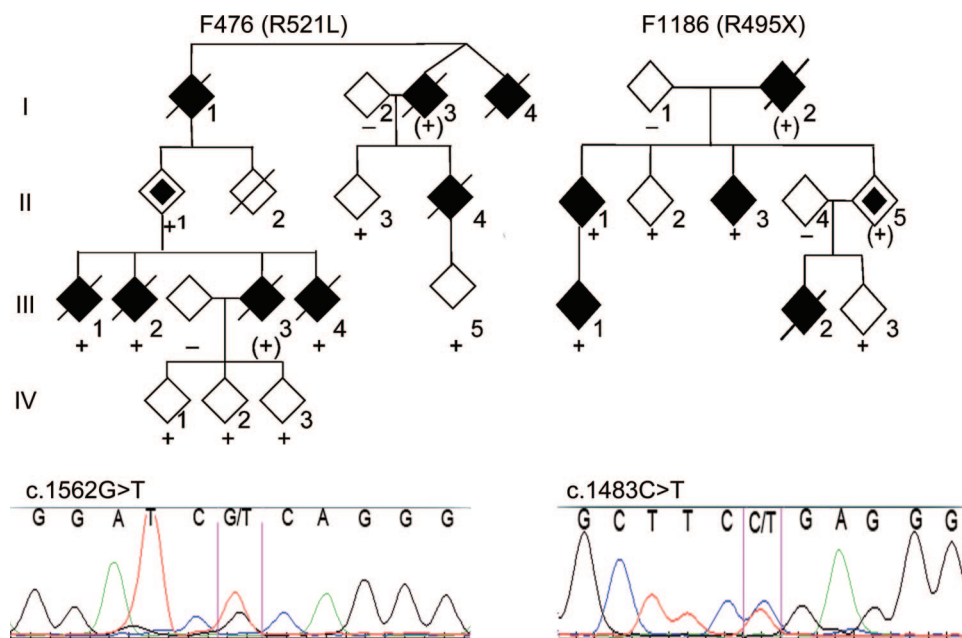 F476 (R521L) F1186 (R495X)
I 1 2 3 4 1 2
– (+) – (+)
II 1 2 3 4 1 2 3 4 5
+ + + + + – (+)
III 1 2 3 4 5 1 2 3
+ + – (+) + + + +
IV 1 2 3
+ + +
c.1562G>T c.1483C>T
G G A T C G/T C A G G G G C T T C C/T G A G G G